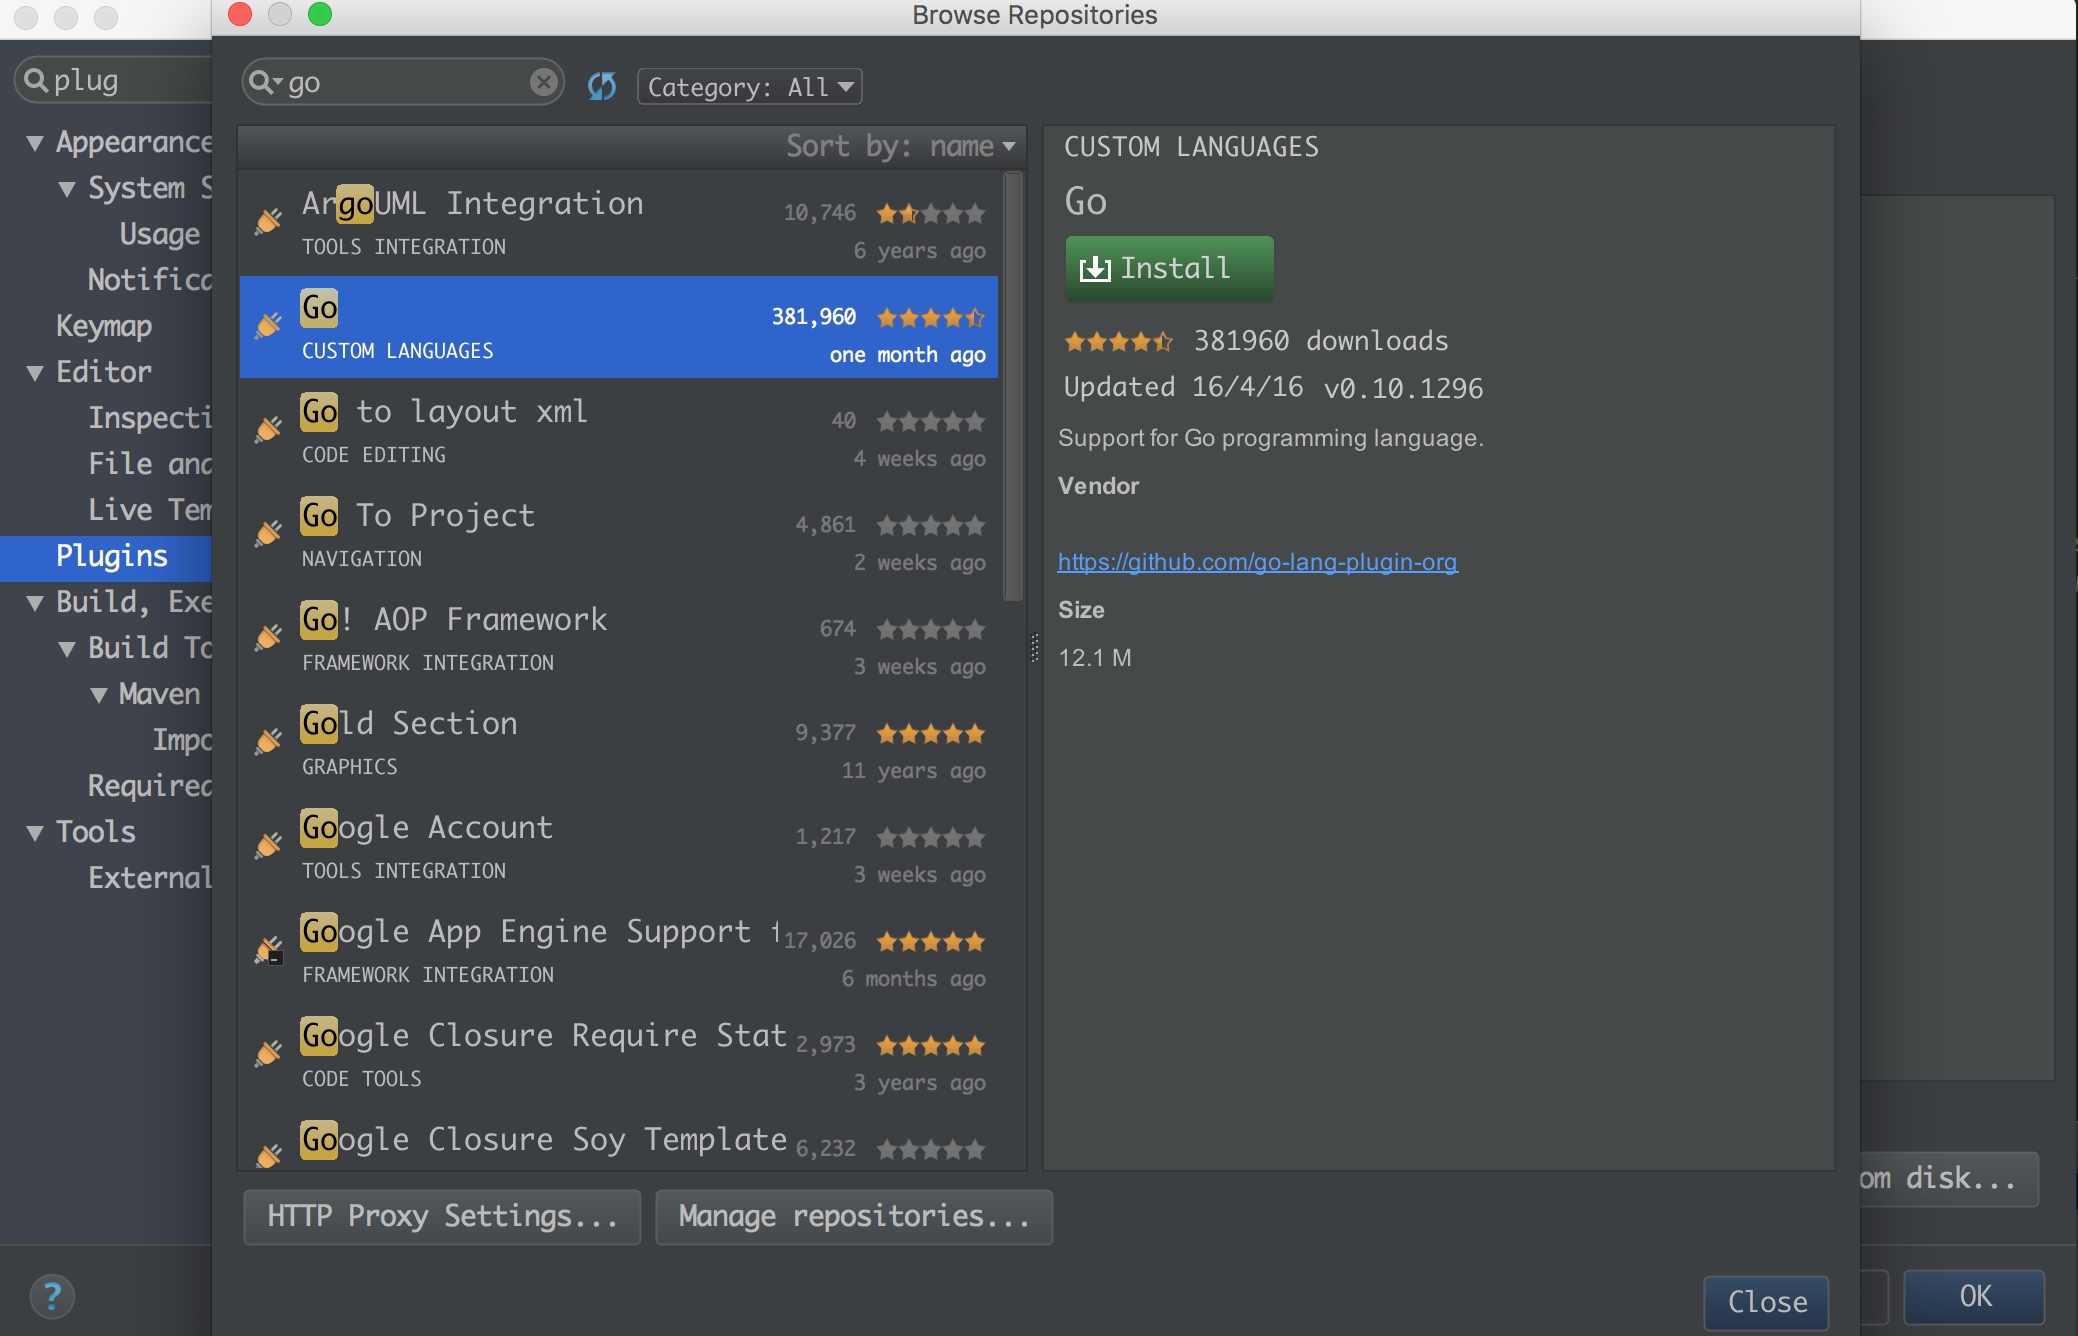 Browse Repositories
plug
Appearance
System S
Usage
Notifica
Keymap
Editor
Inspecti
File and
Live Tem
Plugins
Build, Exe
Build To
Maven
Impo
Required
Tools
External
?
go
Category: All
Sort by: name
ArgoUML Integration 10,746
TOOLS INTEGRATION 6 years ago
Go 381,960
CUSTOM LANGUAGES one month ago
Go to layout xml 40
CODE EDITING 4 weeks ago
Go To Project 4,861
NAVIGATION 2 weeks ago
Go! AOP Framework 674
FRAMEWORK INTEGRATION 3 weeks ago
Gold Section 9,377
GRAPHICS 11 years ago
Google Account 1,217
TOOLS INTEGRATION 3 weeks ago
Google App Engine Support 17,026
FRAMEWORK INTEGRATION 6 months ago
Google Closure Require Stat 2,973
CODE TOOLS 3 years ago
Google Closure Soy Template 6,232
CUSTOM LANGUAGES
Go
Install
381960 downloads
Updated 16/4/16 v0.10.1296
Support for Go programming language.
Vendor
https://github.com/go-lang-plugin-org
Size
12.1 M
HTTP Proxy Settings...
Manage repositories...
om disk...
Close
OK